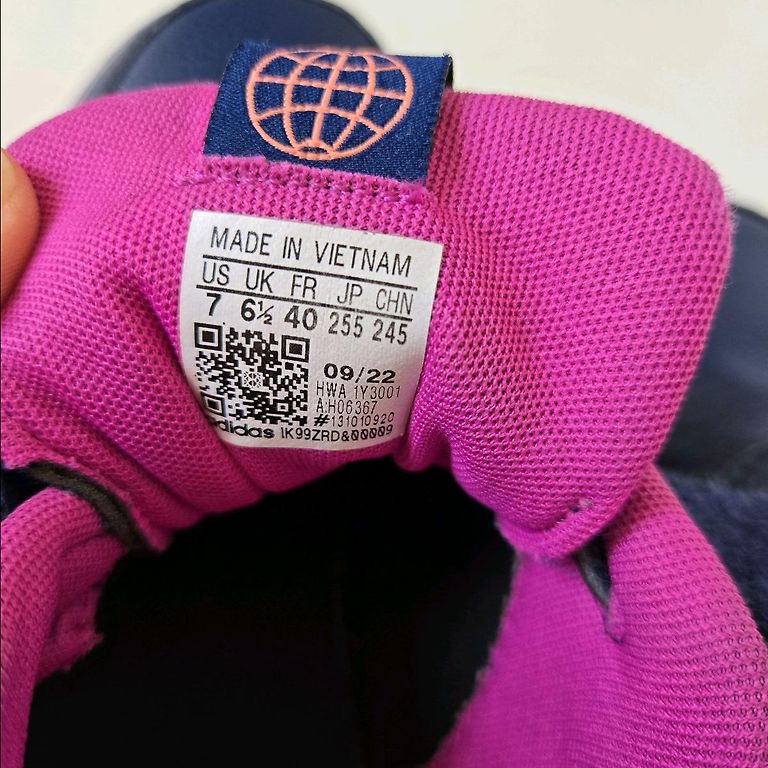 MADE IN VIETNAM
US UK FR JP CHN
7 6½ 40 255 245
09/22
HWA 1Y3001
A:H06367
#131010920
adidas 1K99ZRD&00009